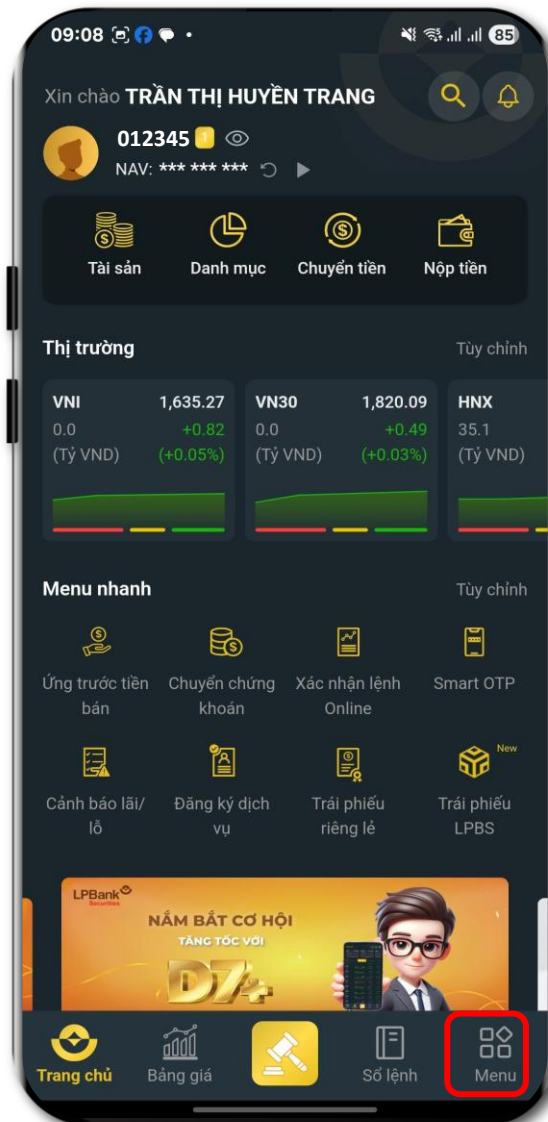 09:08
85
Xin chào TRẦN THỊ HUYỀN TRANG
012345 1
NAV: *** *** ***
Tài sản Danh mục Chuyển tiền Nộp tiền
Thị trường Tùy chỉnh
VNI 1,635.27 VN30 1,820.09 HNX
0.0 +0.82 0.0 +0.49 35.1
(Tỷ VND) (+0.05%) (Tỷ VND) (+0.03%) (Tỷ VND)
Menu nhanh Tùy chỉnh
Ứng trước tiền Chuyển chứng Xác nhận lệnh Smart OTP
bán khoán Online
New
Cảnh báo lãi/ Đăng ký dịch Trái phiếu Trái phiếu
lỗ vụ riêng lẻ LPBS
LPBank
Securities
NẮM BẮT CƠ HỘI
TĂNG TỐC VỚI
D7+
Trang chủ Bảng giá Sổ lệnh Menu